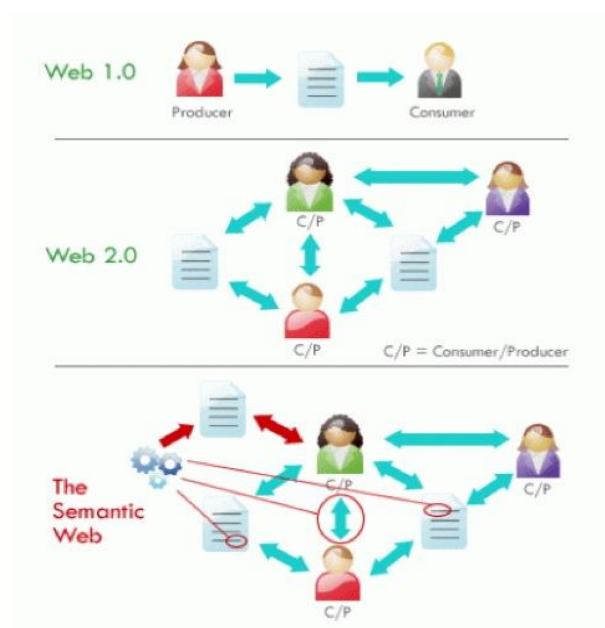 Web 1.0
Producer
Consumer
Web 2.0
C/P
C/P
C/P
C/P = Consumer/Producer
The
Semantic
Web
C/P
C/P
C/P